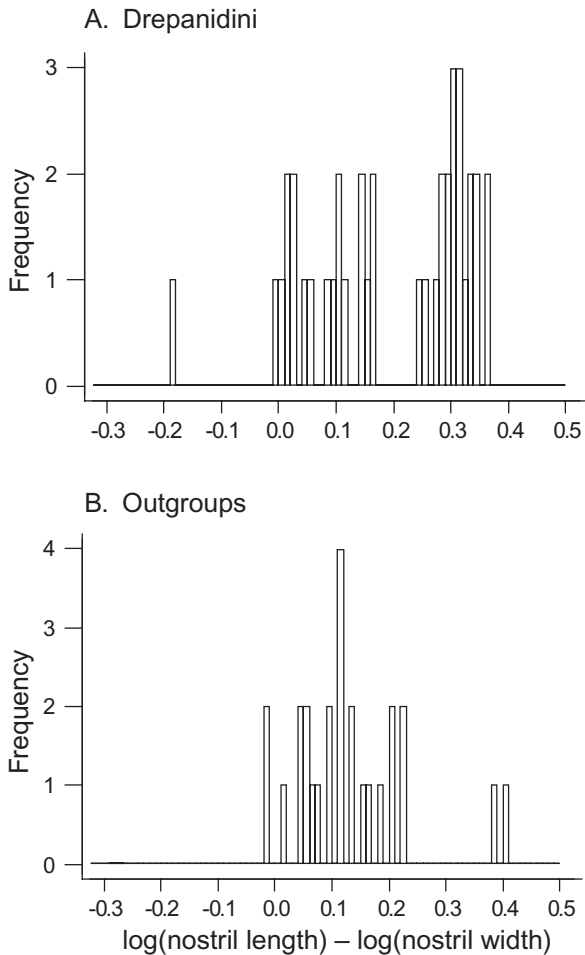 A. Drepanidini
3
2
1
0
Frequency
-0.3 -0.2 -0.1 0.0 0.1 0.2 0.3 0.4 0.5
B. Outgroups
4
3
2
1
0
Frequency
-0.3 -0.2 -0.1 0.0 0.1 0.2 0.3 0.4 0.5
log(nostril length) – log(nostril width)